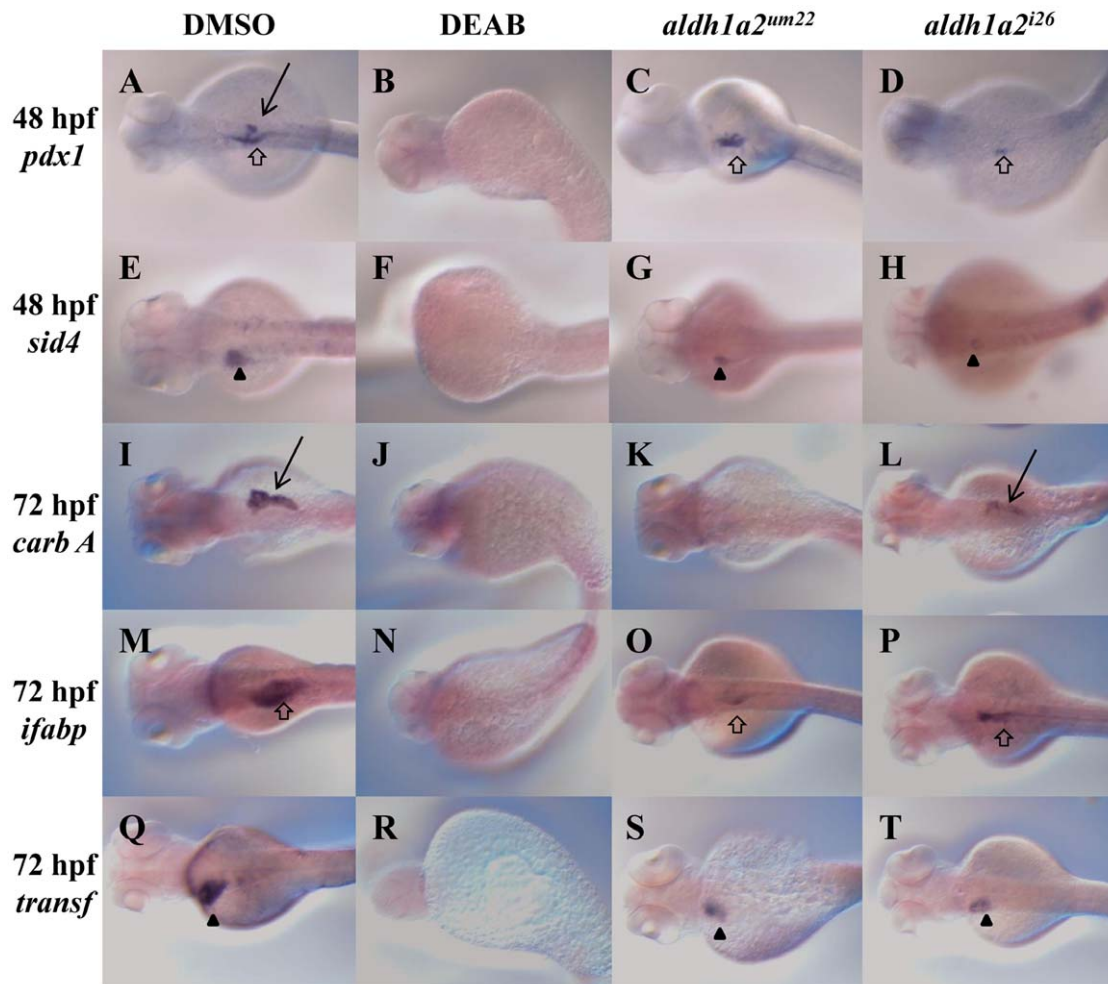 DMSO DEAB aldh1a2um22 aldh1a2i26
A B C D
48 hpf
pdx1
E F G H
48 hpf
sid4
I J K L
72 hpf
carb A
M N O P
72 hpf
ifabp
Q R S T
72 hpf
transf